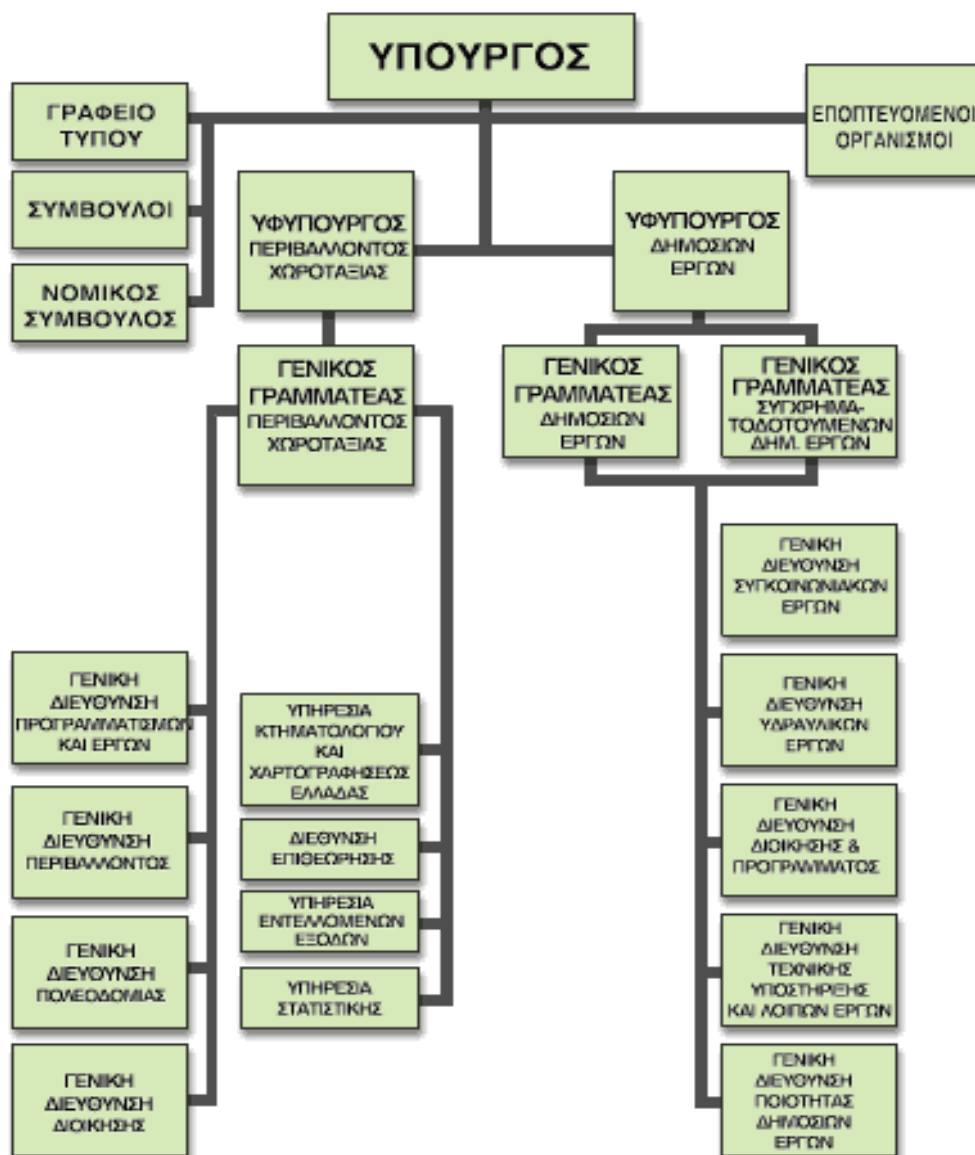 ΥΠΟΥΡΓΟΣ
ΓΡΑΦΕΙΟ
ΤΥΠΟΥ
ΕΠΟΠΤΕΥΟΜΕΝΟΙ
ΟΡΓΑΝΙΣΜΟΙ
ΣΥΜΒΟΥΛΟΙ
ΝΟΜΙΚΟΣ
ΣΥΜΒΟΥΛΟΣ
ΥΦΥΠΟΥΡΓΟΣ
ΠΕΡΙΒΑΛΛΟΝΤΟΣ
ΧΩΡΟΤΑΞΙΑΣ
ΥΦΥΠΟΥΡΓΟΣ
ΔΗΜΟΣΙΩΝ
ΕΡΓΩΝ
ΓΕΝΙΚΟΣ
ΓΡΑΜΜΑΤΕΑΣ
ΠΕΡΙΒΑΛΛΟΝΤΟΣ
ΧΩΡΟΤΑΞΙΑΣ
ΓΕΝΙΚΟΣ
ΓΡΑΜΜΑΤΕΑΣ
ΔΗΜΟΣΙΩΝ
ΕΡΓΩΝ
ΓΕΝΙΚΟΣ
ΓΡΑΜΜΑΤΕΑΣ
ΣΥΓΧΡΗΜΑ-
ΤΟΔΟΤΟΥΜΕΝΩΝ
ΔΗΜ. ΕΡΓΩΝ
ΓΕΝΙΚΗ
ΔΙΕΥΘΥΝΣΗ
ΠΡΟΓΡΑΜΜΑΤΙΣΜΩΝ
ΚΑΙ ΕΡΓΩΝ
ΓΕΝΙΚΗ
ΔΙΕΥΘΥΝΣΗ
ΠΕΡΙΒΑΛΛΟΝΤΟΣ
ΓΕΝΙΚΗ
ΔΙΕΥΘΥΝΣΗ
ΠΟΛΕΟΔΟΜΙΑΣ
ΓΕΝΙΚΗ
ΔΙΕΥΘΥΝΣΗ
ΔΙΟΙΚΗΣΗΣ
ΥΠΗΡΕΣΙΑ
ΚΤΗΜΑΤΟΛΟΓΙΟΥ
ΚΑΙ
ΧΑΡΤΟΓΡΑΦΗΣΕΩΣ
ΕΛΛΑΔΑΣ
ΔΙΕΘΥΝΣΗ
ΕΠΙΘΕΩΡΗΣΗΣ
ΥΠΗΡΕΣΙΑ
ΕΝΤΕΛΛΟΜΕΝΩΝ
ΕΞΟΔΩΝ
ΥΠΗΡΕΣΙΑ
ΣΤΑΤΙΣΤΙΚΗΣ
ΓΕΝΙΚΗ
ΔΙΕΥΘΥΝΣΗ
ΣΥΓΚΟΙΝΩΝΙΑΚΩΝ
ΕΡΓΩΝ
ΓΕΝΙΚΗ
ΔΙΕΥΘΥΝΣΗ
ΥΔΡΑΥΛΙΚΩΝ
ΕΡΓΩΝ
ΓΕΝΙΚΗ
ΔΙΕΥΘΥΝΣΗ
ΔΙΟΙΚΗΣΗΣ &
ΠΡΟΓΡΑΜΜΑΤΟΣ
ΓΕΝΙΚΗ
ΔΙΕΥΘΥΝΣΗ
ΤΕΧΝΙΚΗΣ
ΥΠΟΣΤΗΡΙΞΗΣ
ΚΑΙ ΛΟΙΠΩΝ ΕΡΓΩΝ
ΓΕΝΙΚΗ
ΔΙΕΥΘΥΝΣΗ
ΠΟΙΟΤΗΤΑΣ
ΔΗΜΟΣΙΩΝ
ΕΡΓΩΝ